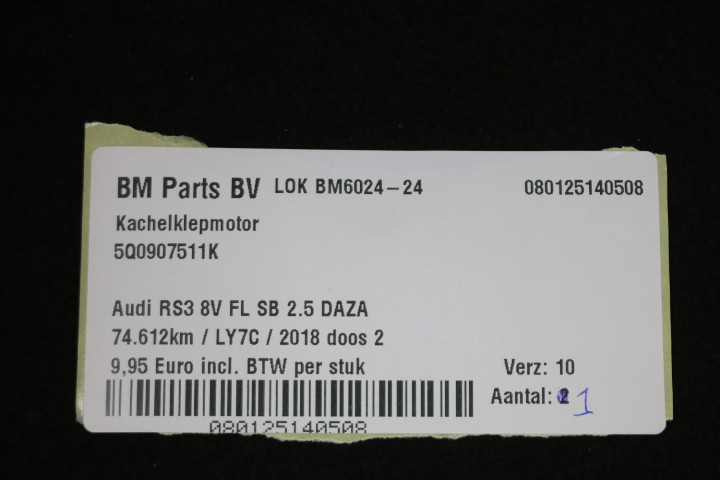 BM Parts BV LOK BM6024-24 080125140508
Kachelklepmotor
5Q0907511K
Audi RS3 8V FL SB 2.5 DAZA
74.612km / LY7C / 2018 doos 2
9,95 Euro incl. BTW per stuk Verz: 10
Aantal: 1
080125140508